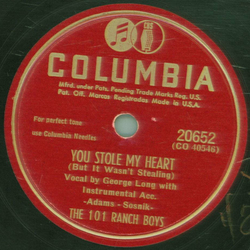 COLUMBIA
Mfrd. under Pats. Pending Trade Marks Reg. U.S.
Pat. Off. Marcas Registradas Made in U.S.A.
For perfect tone
use Columbia Needles
20652
(CO 40546)
YOU STOLE MY HEART
(But It Wasn't Stealing)
Vocal by George Long with
Instrumental Acc.
-Adams - Sosnik-
THE 101 RANCH BOYS